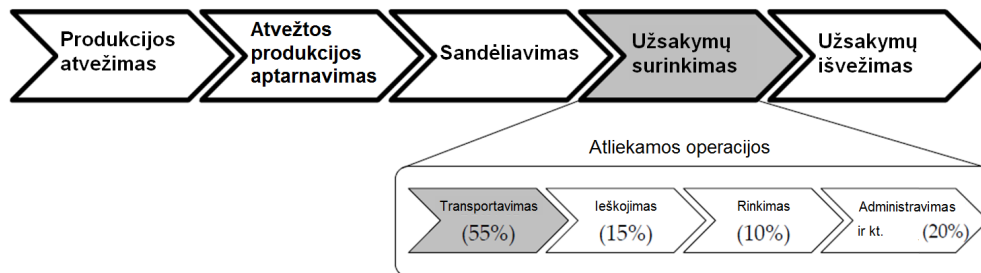 Produkcijos
atvežimas
Atvežtos
produkcijos
aptarnavimas
Sandėliavimas
Užsakymų
surinkimas
Užsakymų
išvežimas
Atliekamos operacijos
Transportavimas
(55%)
Ieškojimas
(15%)
Rinkimas
(10%)
Administravimas
ir kt. (20%)